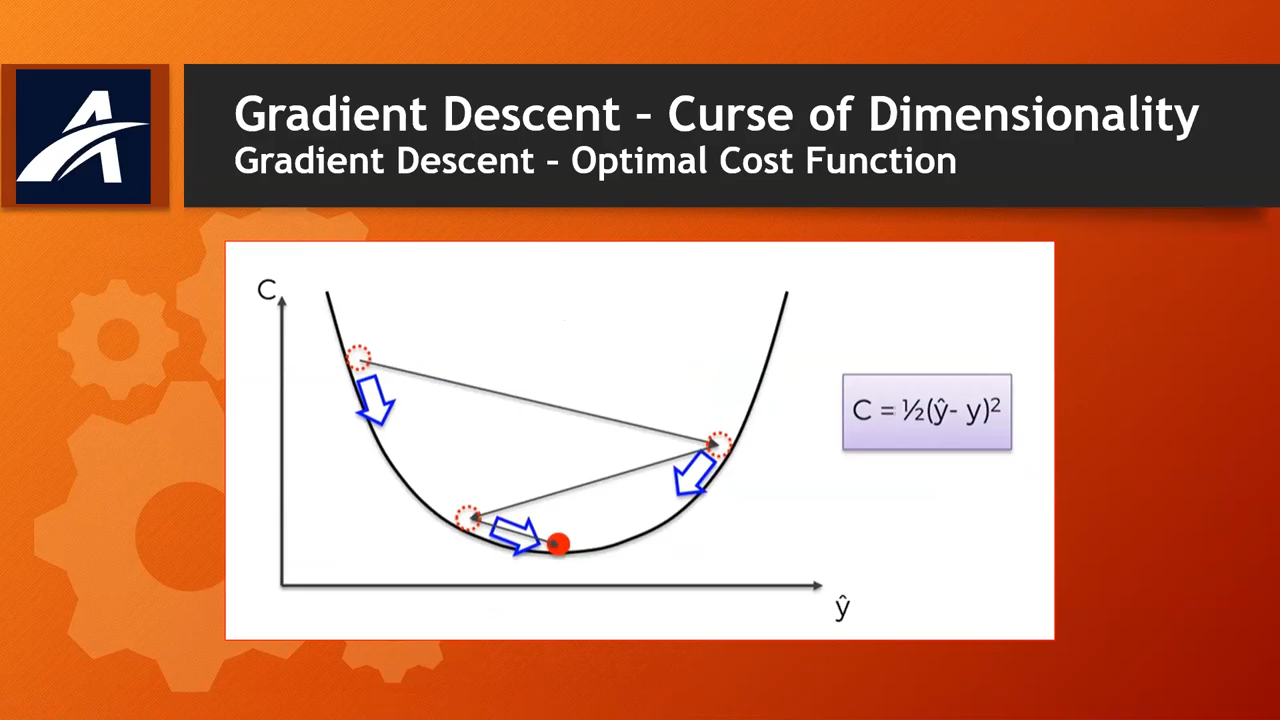 Gradient Descent – Curse of Dimensionality
Gradient Descent – Optimal Cost Function
C
C = ½(ŷ- y)²
ŷ